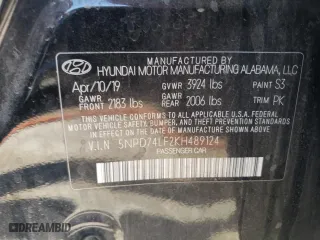 MANUFACTURED BY
HYUNDAI MOTOR MANUFACTURING ALABAMA, LLC
Apr/10/19 GVWR 3924 lbs PAINT S3
GAWR FRONT 2183 lbs GAWR REAR 2006 lbs TRIM PK
THIS VEHICLE CONFORMS TO ALL APPLICABLE U.S. FEDERAL MOTOR VEHICLE SAFETY, BUMPER, AND THEFT PREVENTION STANDARDS IN EFFECT ON THE DATE OF MANUFACTURE SHOWN ABOVE.
V.I.N 5NPD74LF2KH489124
PASSENGER CAR